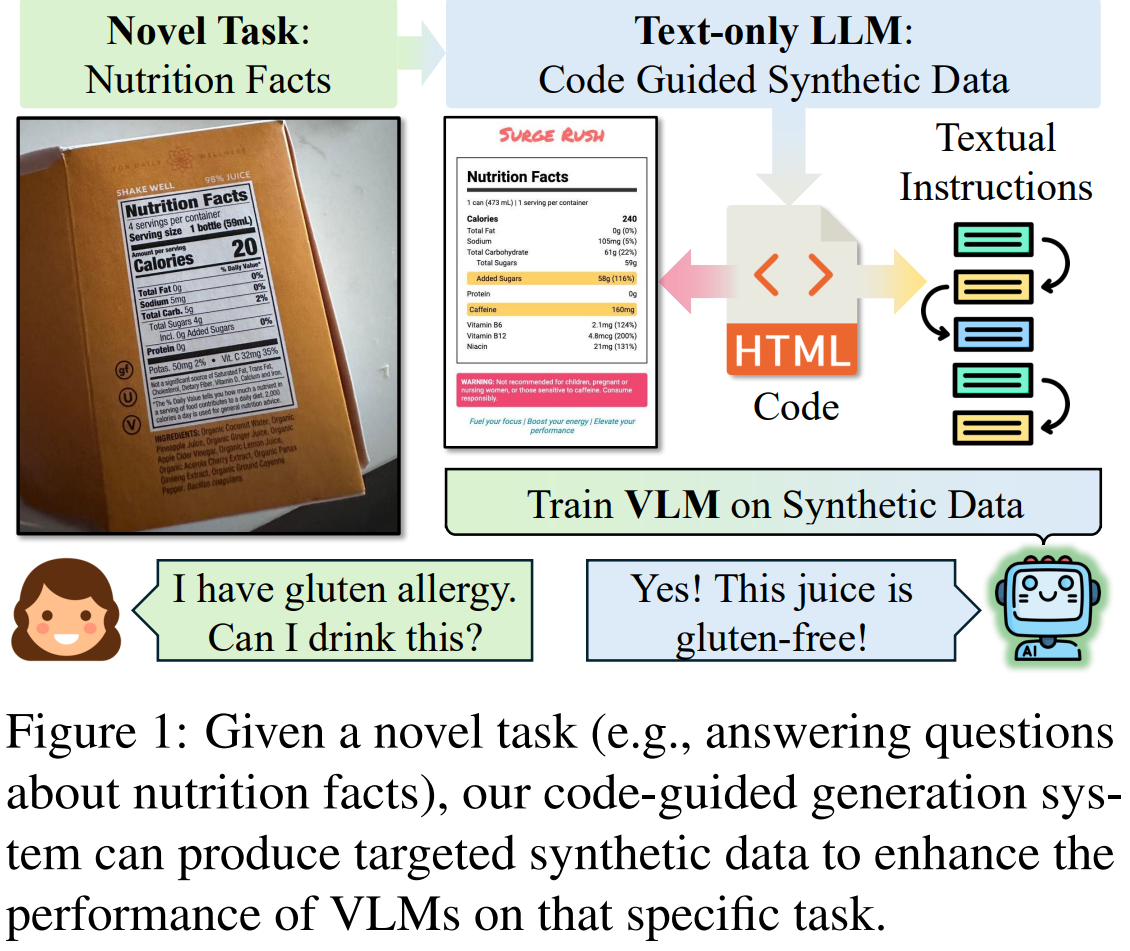 Novel Task:
Nutrition Facts
Text-only LLM:
Code Guided Synthetic Data
FOR DAILY WELLNESS
SHAKE WELL 98% JUICE
Nutrition Facts
4 servings per container
Serving size 1 bottle (59mL)
Amount per serving
Calories 20
% Daily Value*
Total Fat 0g 0%
Sodium 5mg 0%
Total Carb. 5g 2%
Total Sugars 4g
Incl. 0g Added Sugars 0%
Protein 0g
Potas. 50mg 2% • Vit. C 32mg 35%
Not a significant source of Saturated Fat, Trans Fat,
Cholesterol, Dietary Fiber, Vitamin D, Calcium and Iron.
*The % Daily Value tells you how much a nutrient in
a serving of food contributes to a daily diet. 2,000
calories a day is used for general nutrition advice.
gf
U
V
INGREDIENTS: Organic Coconut Water, Organic
Pineapple Juice, Organic Ginger Juice, Organic
Apple Cider Vinegar, Organic Lemon Juice,
Organic Acerola Cherry Extract, Organic Panax
Ginseng Extract, Organic Ground Cayenne
Pepper, Bacillus coagulans
SURGE RUSH
Nutrition Facts
1 can (473 mL) | 1 serving per container
Calories 240
Total Fat 0g (0%)
Sodium 105mg (5%)
Total Carbohydrate 61g (22%)
Total Sugars 59g
Added Sugars 58g (116%)
Protein 0g
Caffeine 160mg
Vitamin B6 2.1mg (124%)
Vitamin B12 4.8mcg (200%)
Niacin 21mg (131%)
WARNING: Not recommended for children, pregnant or
nursing women, or those sensitive to caffeine. Consume
responsibly.
Fuel your focus | Boost your energy | Elevate your
performance
HTML
Code
Textual
Instructions
Train VLM on Synthetic Data
I have gluten allergy.
Can I drink this?
Yes! This juice is
gluten-free!
AI
Figure 1: Given a novel task (e.g., answering questions
about nutrition facts), our code-guided generation sys-
tem can produce targeted synthetic data to enhance the
performance of VLMs on that specific task.